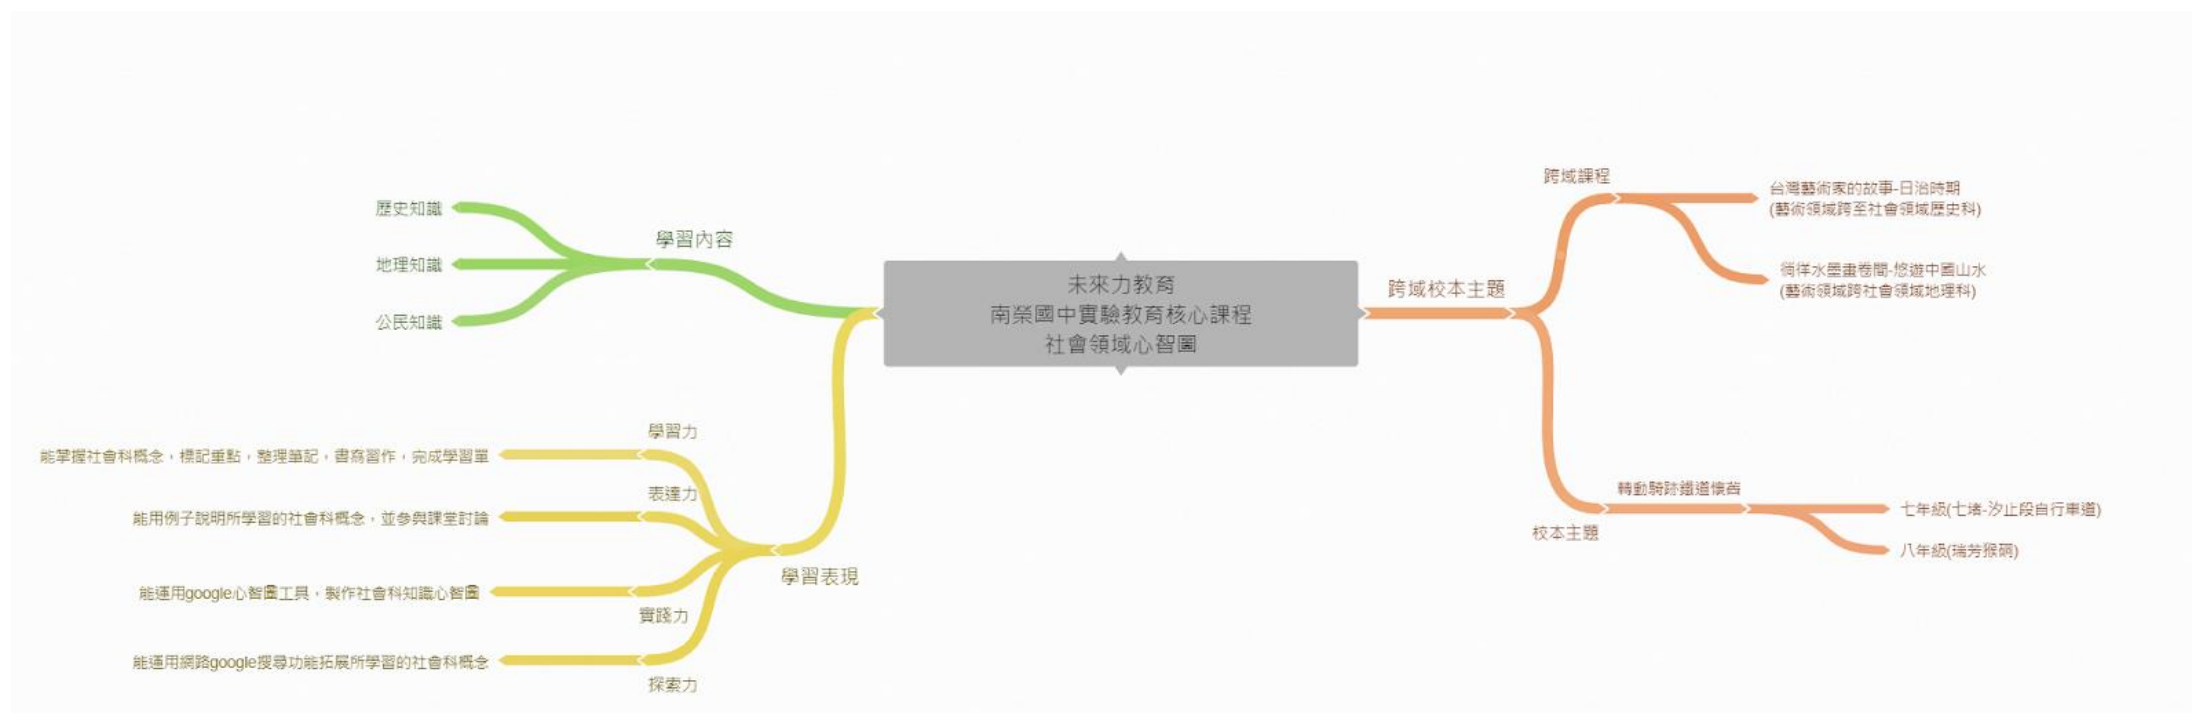 未來力教育
南榮國中實驗教育核心課程
社會領域心智圖
學習內容
歷史知識
地理知識
公民知識
學習表現
學習力
能掌握社會科概念，標記重點，整理筆記，書寫習作，完成學習單
表達力
能用例子說明所學習的社會科概念，並參與課堂討論
能運用google心智圖工具，製作社會科知識心智圖
實踐力
能運用網路google搜尋功能拓展所學習的社會科概念
探索力
跨域校本主題
跨域課程
台灣藝術家的故事-日治時期
(藝術領域跨至社會領域歷史科)
徜徉水墨畫卷間-悠遊中國山水
(藝術領域跨社會領域地理科)
校本主題
轉動騎跡鐵道懷舊
七年級(七堵-汐止段自行車道)
八年級(瑞芳猴硐)